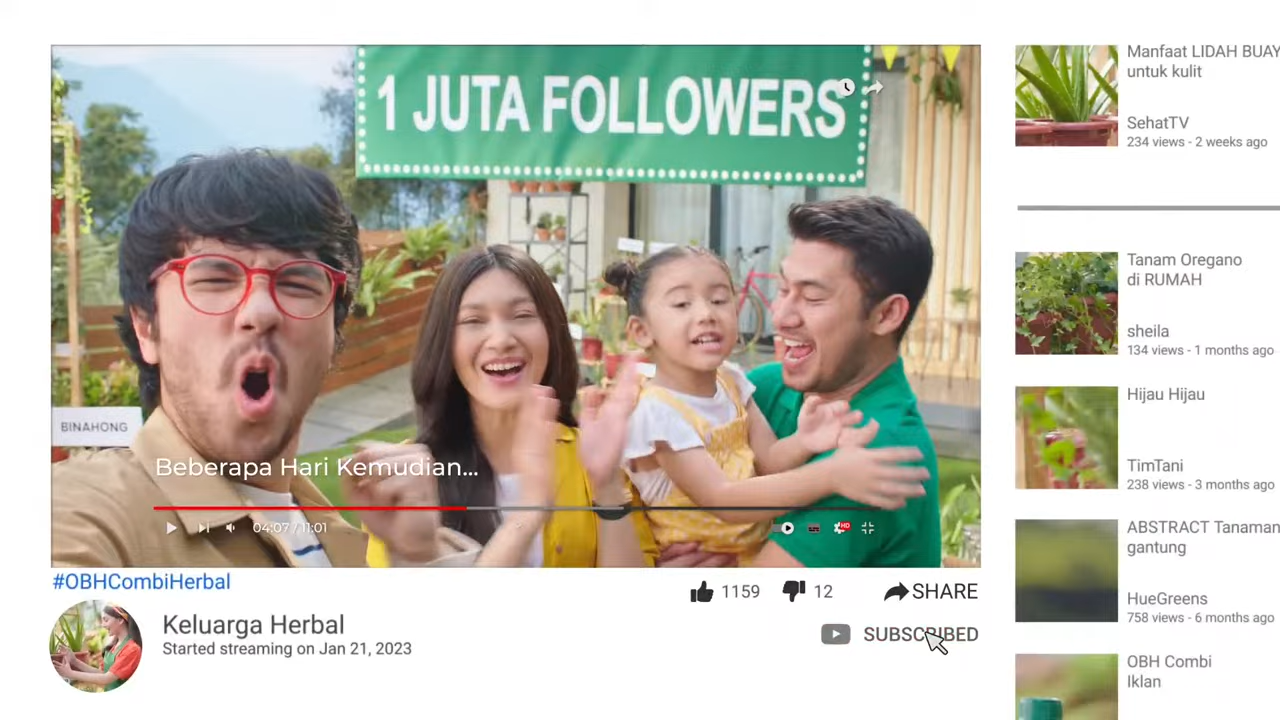 1 JUTA FOLLOWERS
BINAHONG
Beberapa Hari Kemudian...
04:07 / 11:01
HD
#OBHCombiHerbal
1159
12
SHARE
Keluarga Herbal
Started streaming on Jan 21, 2023
SUBSCRIBED
Manfaat LIDAH BUAY
untuk kulit
SehatTV
234 views - 2 weeks ago
Tanam Oregano
di RUMAH
sheila
134 views - 1 months ago
Hijau Hijau
TimTani
238 views - 3 months ago
ABSTRACT Tanaman
gantung
HueGreens
758 views - 6 months ago
OBH Combi
Iklan